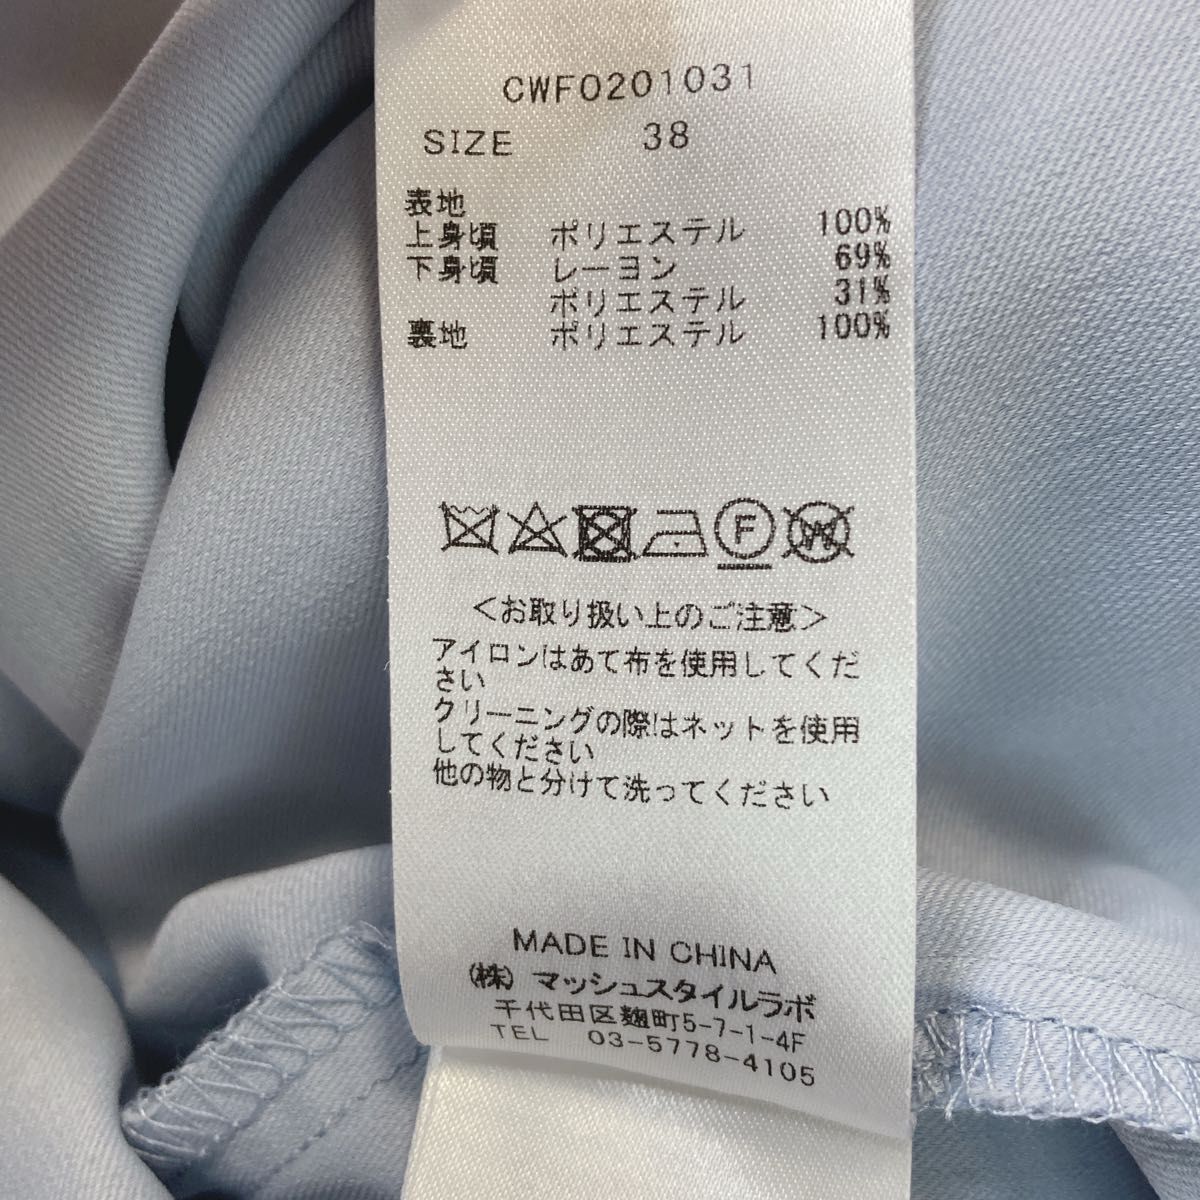 CWF0201031
SIZE 38
表地
上身頃 ポリエステル 100%
下身頃 レーヨン 69%
ポリエステル 31%
裏地 ポリエステル 100%
F W
<お取り扱い上のご注意>
アイロンはあて布を使用してくだ
さい
クリーニングの際はネットを使用
してください
他の物と分けて洗ってください
MADE IN CHINA
(株) マッシュスタイルラボ
千代田区麹町5-7-1-4F
TEL 03-5778-4105